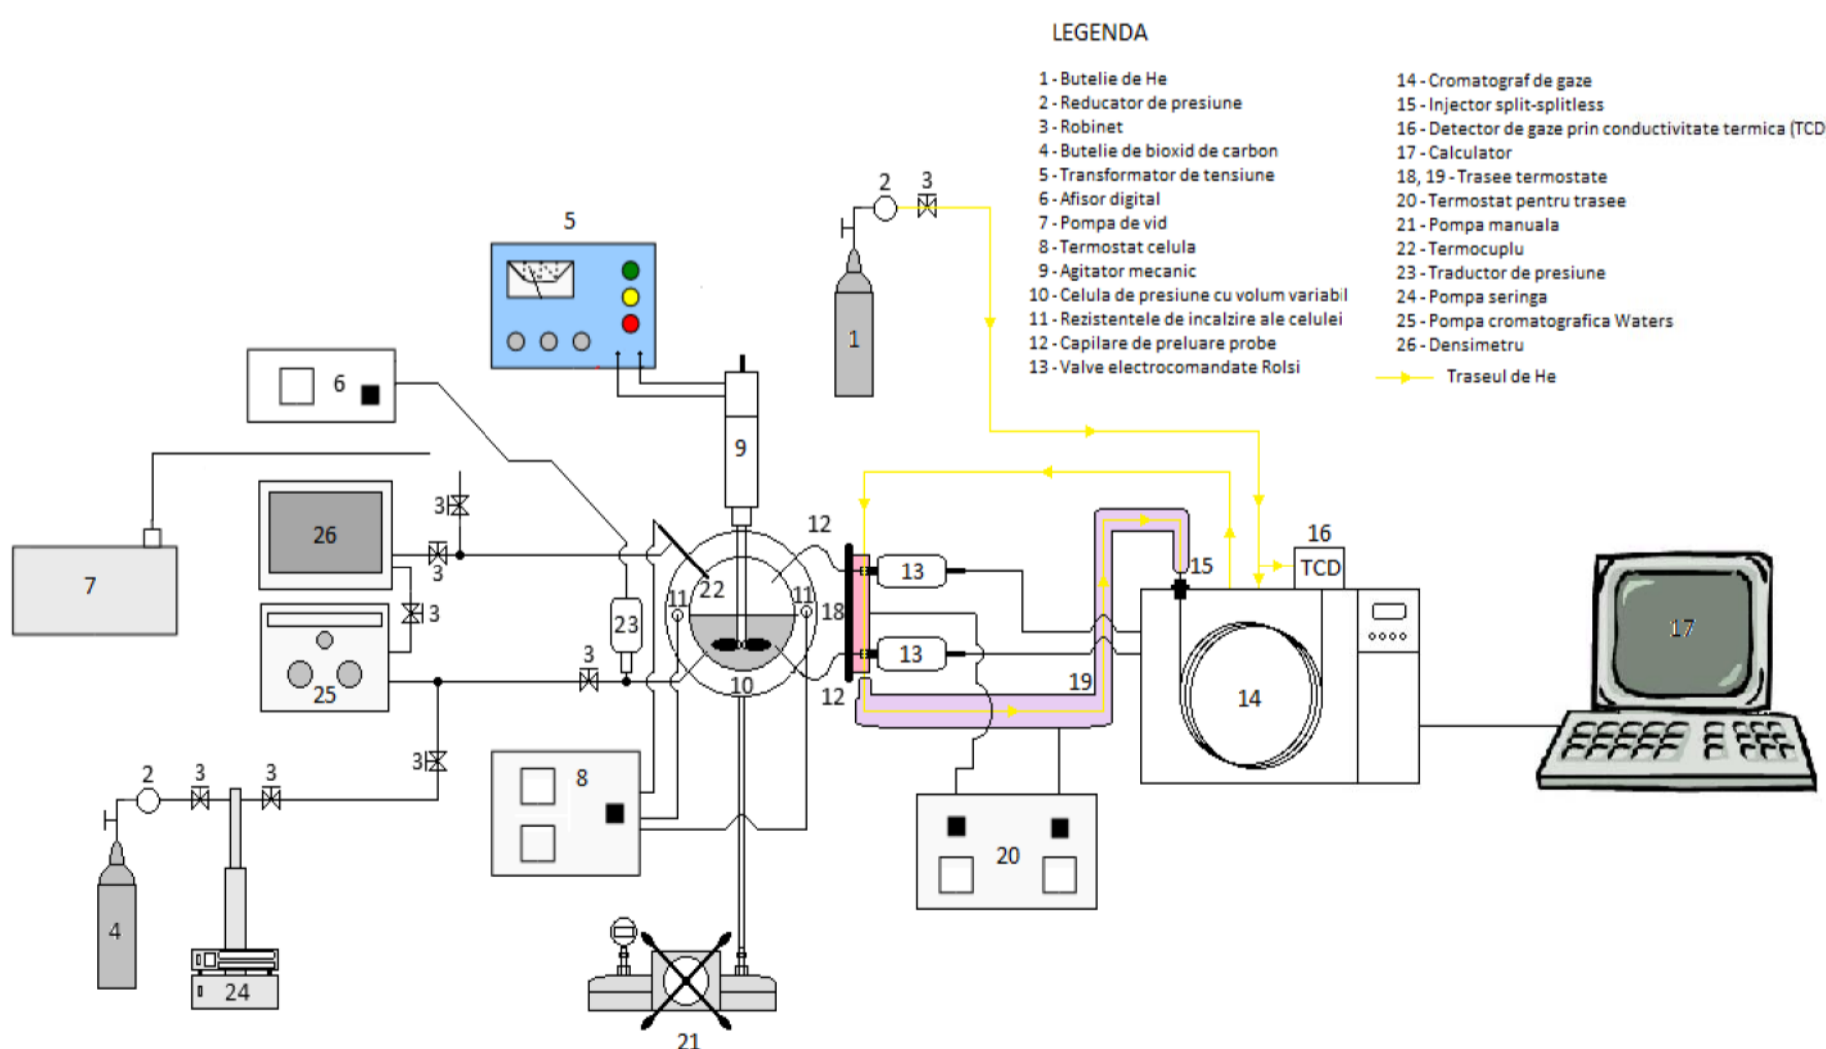 LEGENDA
1 - Butelie de He
2 - Reducator de presiune
3 - Robinet
4 - Butelie de bioxid de carbon
5 - Transformator de tensiune
6 - Afisor digital
7 - Pompa de vid
8 - Termostat celula
9 - Agitator mecanic
10 - Celula de presiune cu volum variabil
11 - Rezistentele de incalzire ale celulei
12 - Capilare de preluare probe
13 - Valve electrocomandate Rolsi
14 - Cromatograf de gaze
15 - Injector split-splitless
16 - Detector de gaze prin conductivitate termica (TCD
17 - Calculator
18, 19 - Trasee termostate
20 - Termostat pentru trasee
21 - Pompa manuala
22 - Termocuplu
23 - Traductor de presiune
24 - Pompa seringa
25 - Pompa cromatografica Waters
26 - Densimetru
Traseul de He
2
3
5
1
6
9
3
12
16
26
7
3
22
13
15
TCD
11
11
18
3
23
17
3
13
25
10
12
19
14
3
2
3
3
8
20
4
24
21